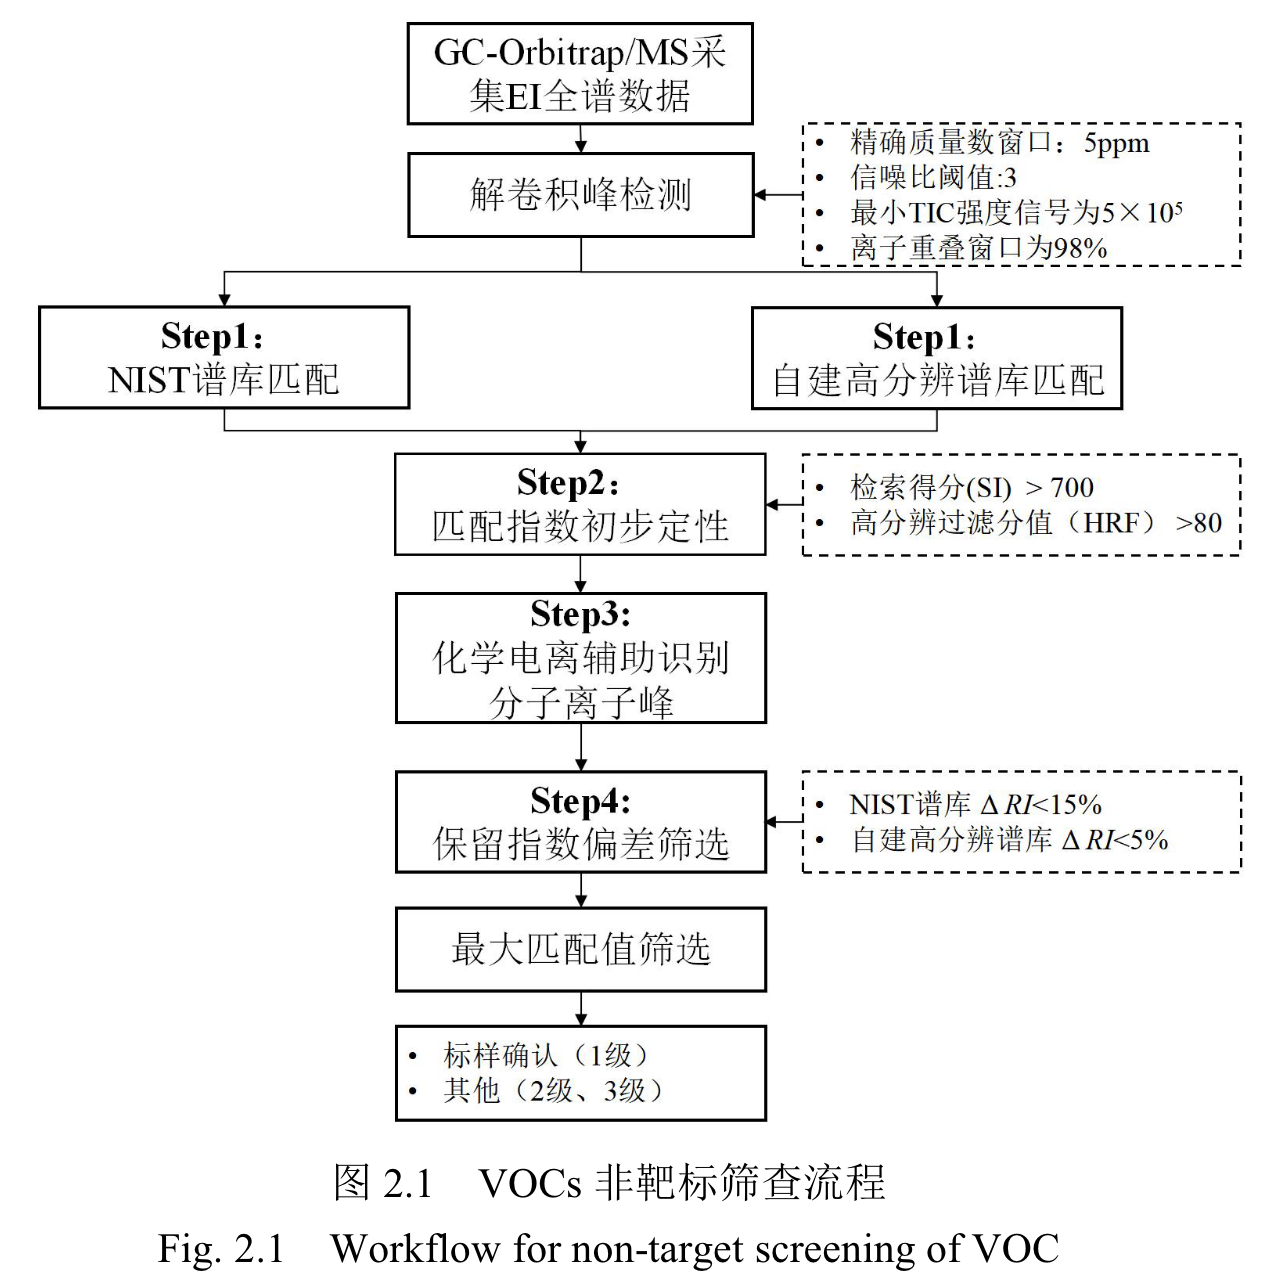 GC-Orbitrap/MS采
集EI全谱数据
解卷积峰检测
• 精确质量数窗口：5ppm
• 信噪比阈值:3
• 最小TIC强度信号为5×10⁵
• 离子重叠窗口为98%
Step1：
NIST谱库匹配
Step1：
自建高分辨谱库匹配
Step2：
匹配指数初步定性
• 检索得分(SI) > 700
• 高分辨过滤分值（HRF） >80
Step3:
化学电离辅助识别
分子离子峰
Step4:
保留指数偏差筛选
• NIST谱库 Δ RI<15%
• 自建高分辨谱库 Δ RI<5%
最大匹配值筛选
• 标样确认（1级）
• 其他（2级、3级）
图 2.1 VOCs 非靶标筛查流程
Fig. 2.1 Workflow for non-target screening of VOC